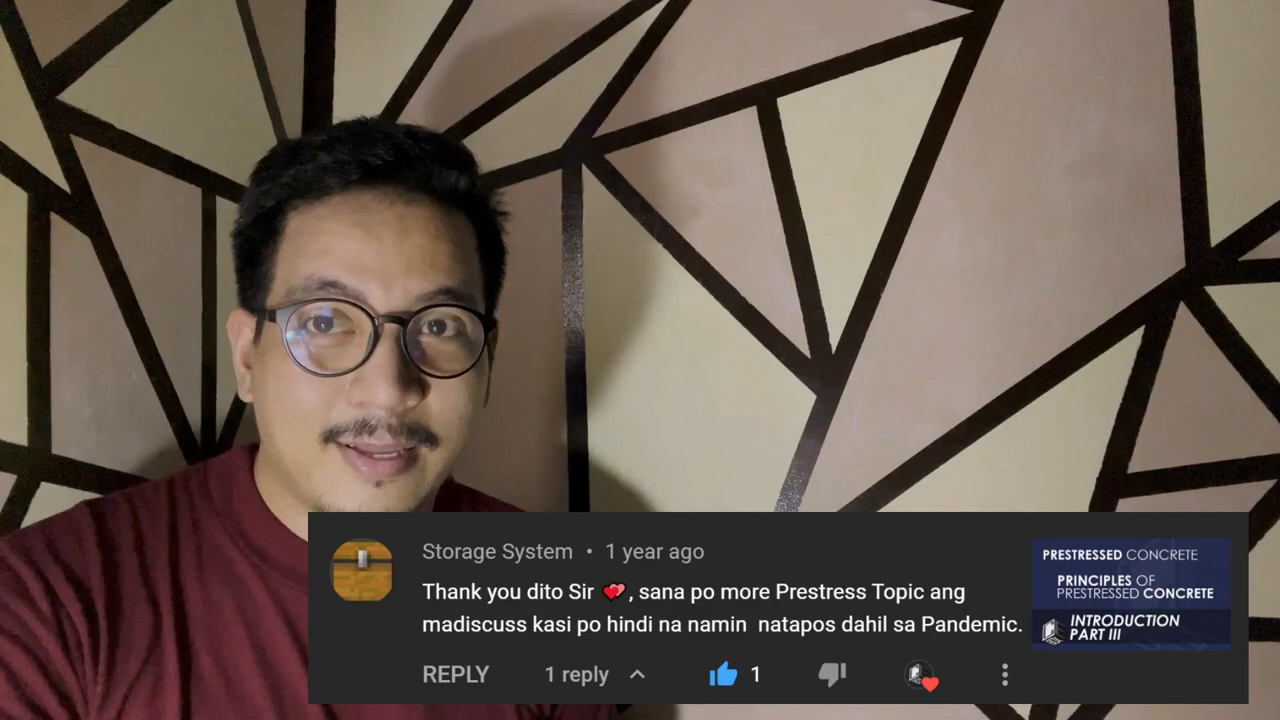 Storage System • 1 year ago
Thank you dito Sir 💞, sana po more Prestress Topic ang
madiscuss kasi po hindi na namin natapos dahil sa Pandemic.
REPLY 1 reply 1
PRESTRESSED CONCRETE
PRINCIPLES OF
PRESTRESSED CONCRETE
INTRODUCTION
PART III